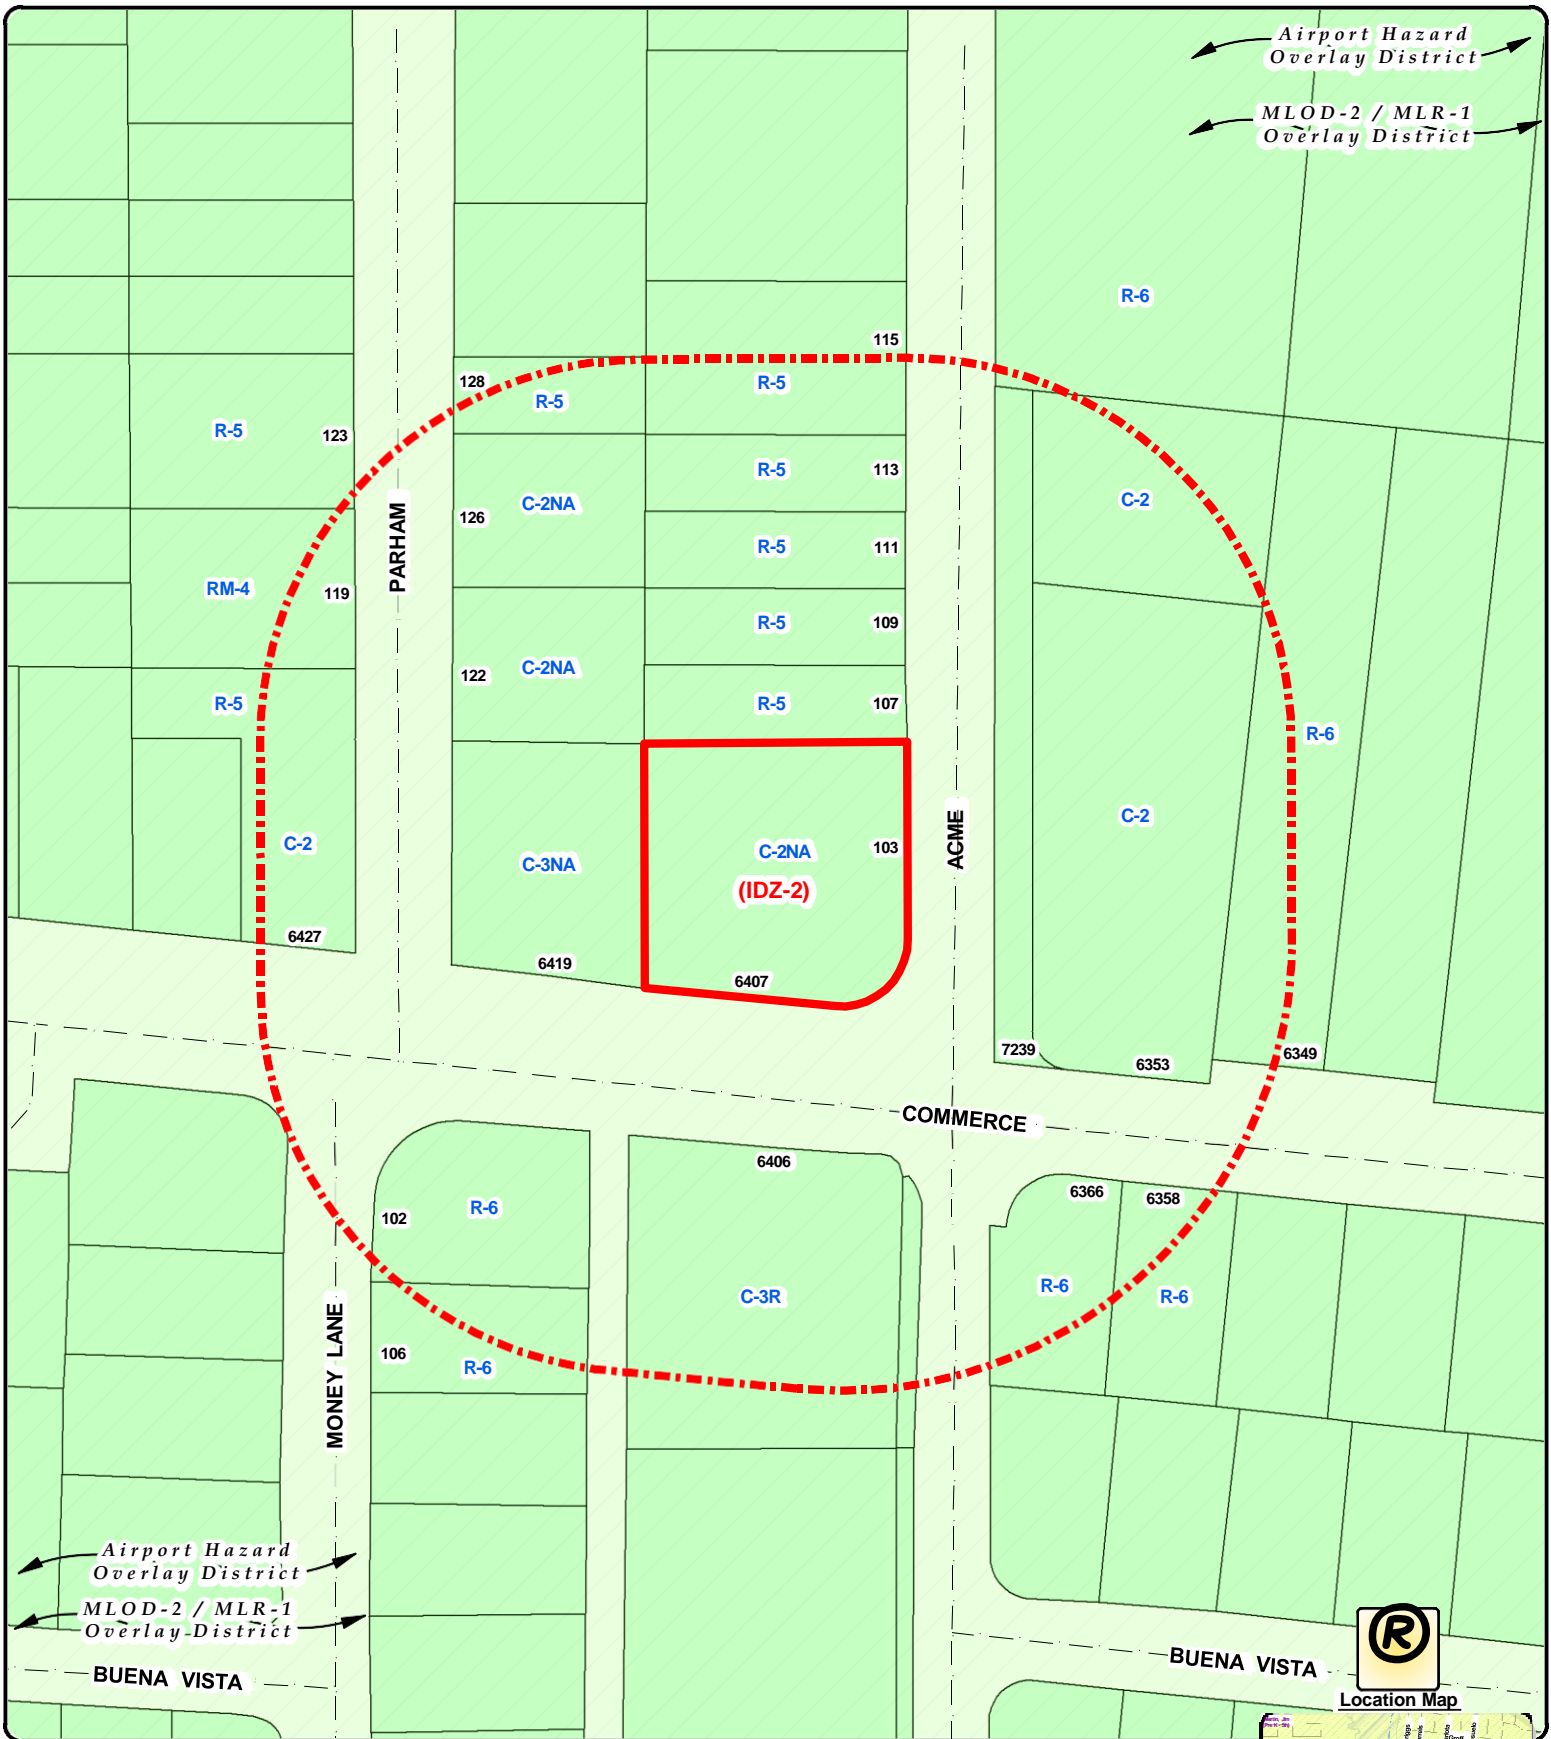 Airport Hazard
Overlay District
MLOD-2 / MLR-1
Overlay District
R-6
115
128
R-5
R-5
R-5
123
R-5
113
C-2
C-2NA
126
PARHAM
R-5
111
RM-4
119
R-5
109
C-2NA
122
R-5
R-5
107
R-6
C-2
ACME
C-2
C-3NA
C-2NA
103
(IDZ-2)
6427
6419
6407
7239
6353
6349
COMMERCE
6406
6366
6358
102
R-6
R-6
R-6
C-3R
MONEY LANE
106
R-6
Airport Hazard
Overlay District
MLOD-2 / MLR-1
Overlay District
BUENA VISTA
BUENA VISTA
R
Location Map